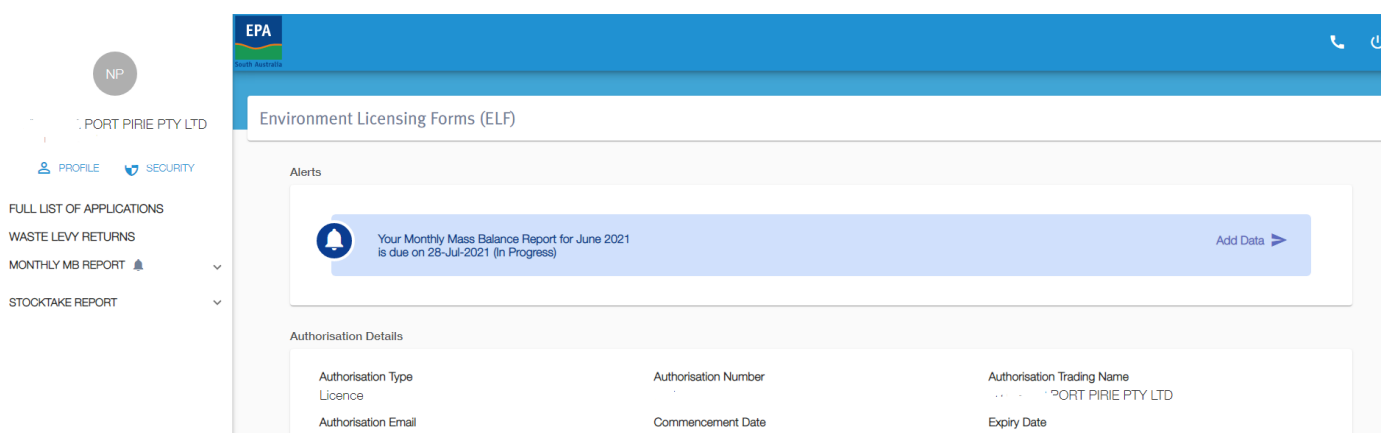 NP
PORT PIRIE PTY LTD
PROFILE SECURITY
FULL LIST OF APPLICATIONS
WASTE LEVY RETURNS
MONTHLY MB REPORT
STOCKTAKE REPORT
EPA
South Australia
Environment Licensing Forms (ELF)
Alerts
Your Monthly Mass Balance Report for June 2021
is due on 28-Jul-2021 (In Progress)
Add Data
Authorisation Details
Authorisation Type Authorisation Number Authorisation Trading Name
Licence PORT PIRIE PTY LTD
Authorisation Email Commencement Date Expiry Date